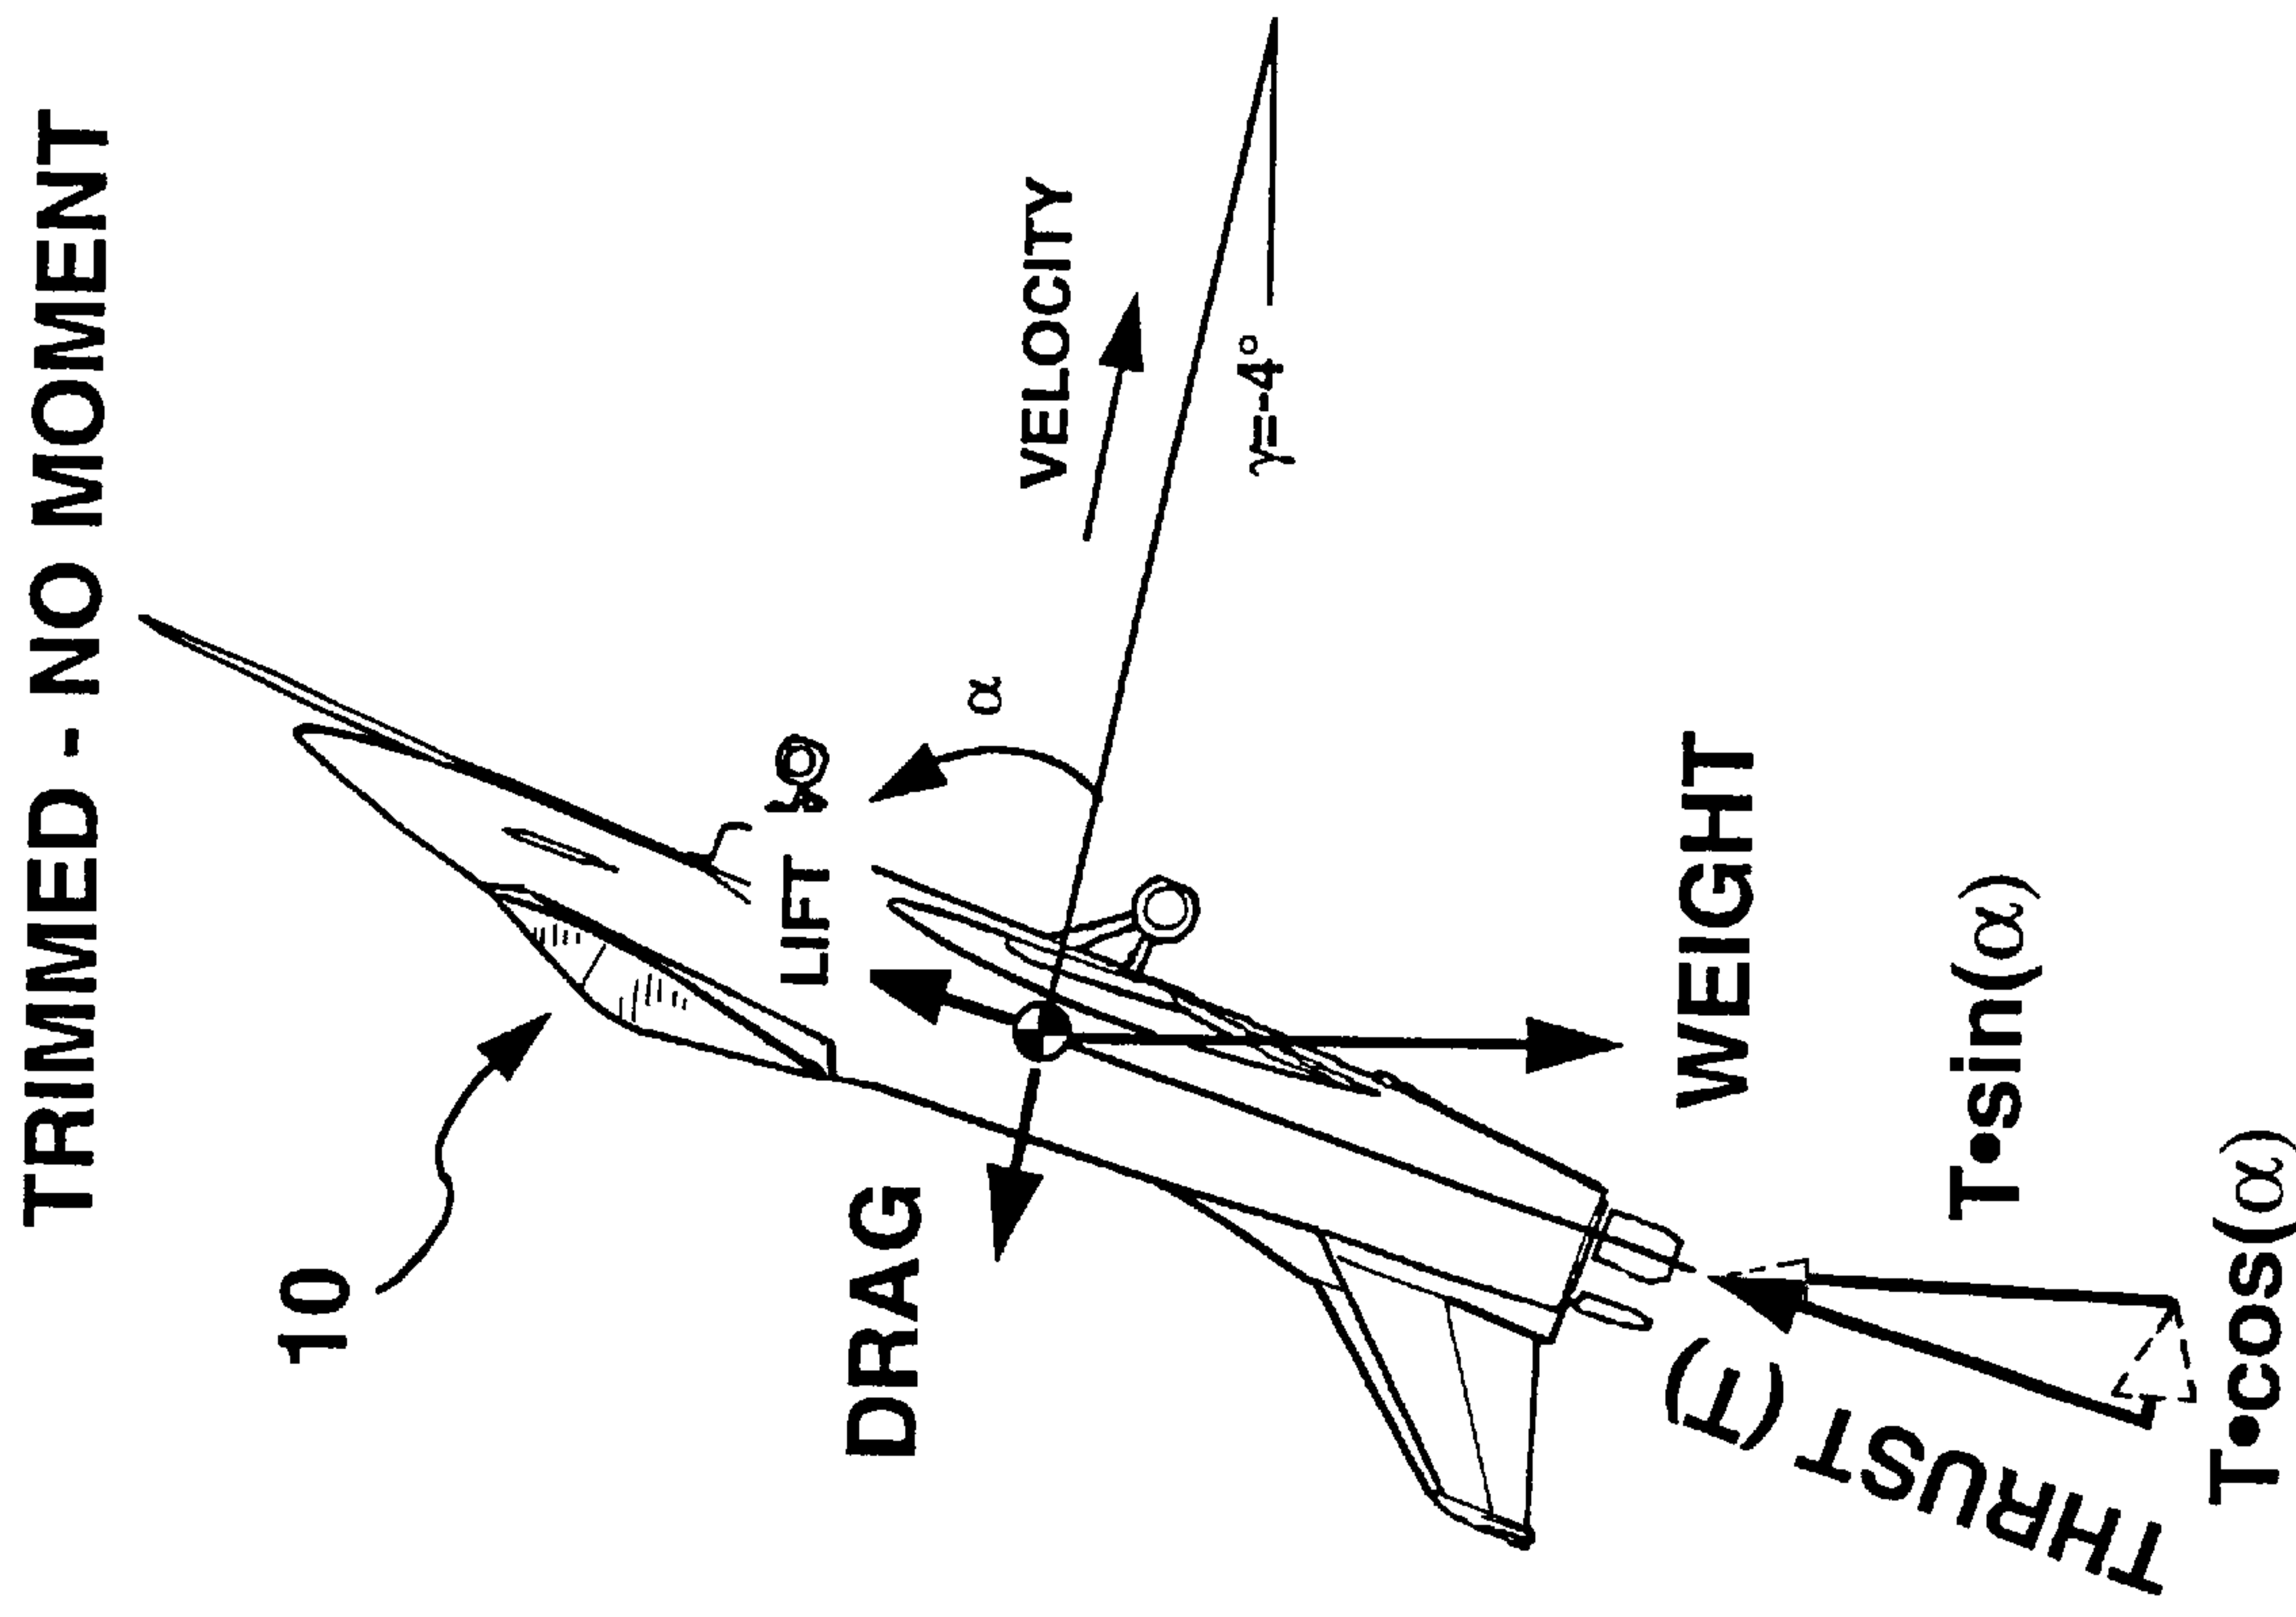 TRIMMED - NO MOMENT
10
VELOCITY
α
LIFT
γ=-4°
DRAG
WEIGHT
THRUST (T)
T•sin(α)
T•cos(α)